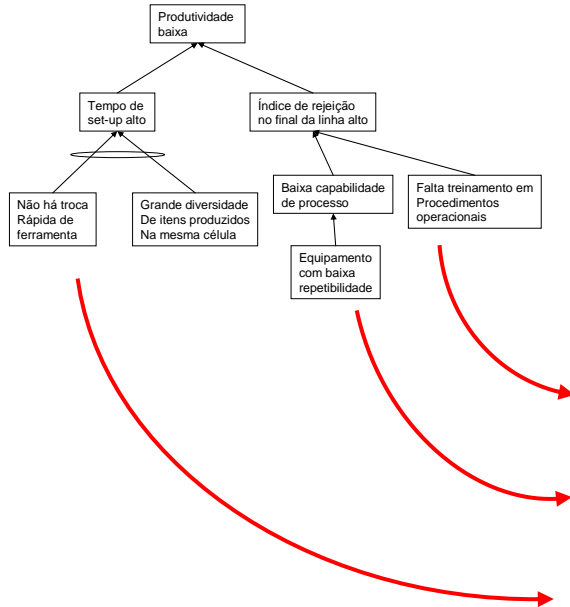 Produtividade
baixa
Tempo de
set-up alto
Índice de rejeição
no final da linha alto
Não há troca
Rápida de
ferramenta
Grande diversidade
De itens produzidos
Na mesma célula
Baixa capabilidade
de processo
Falta treinamento em
Procedimentos
operacionais
Equipamento
com baixa
repetibilidade